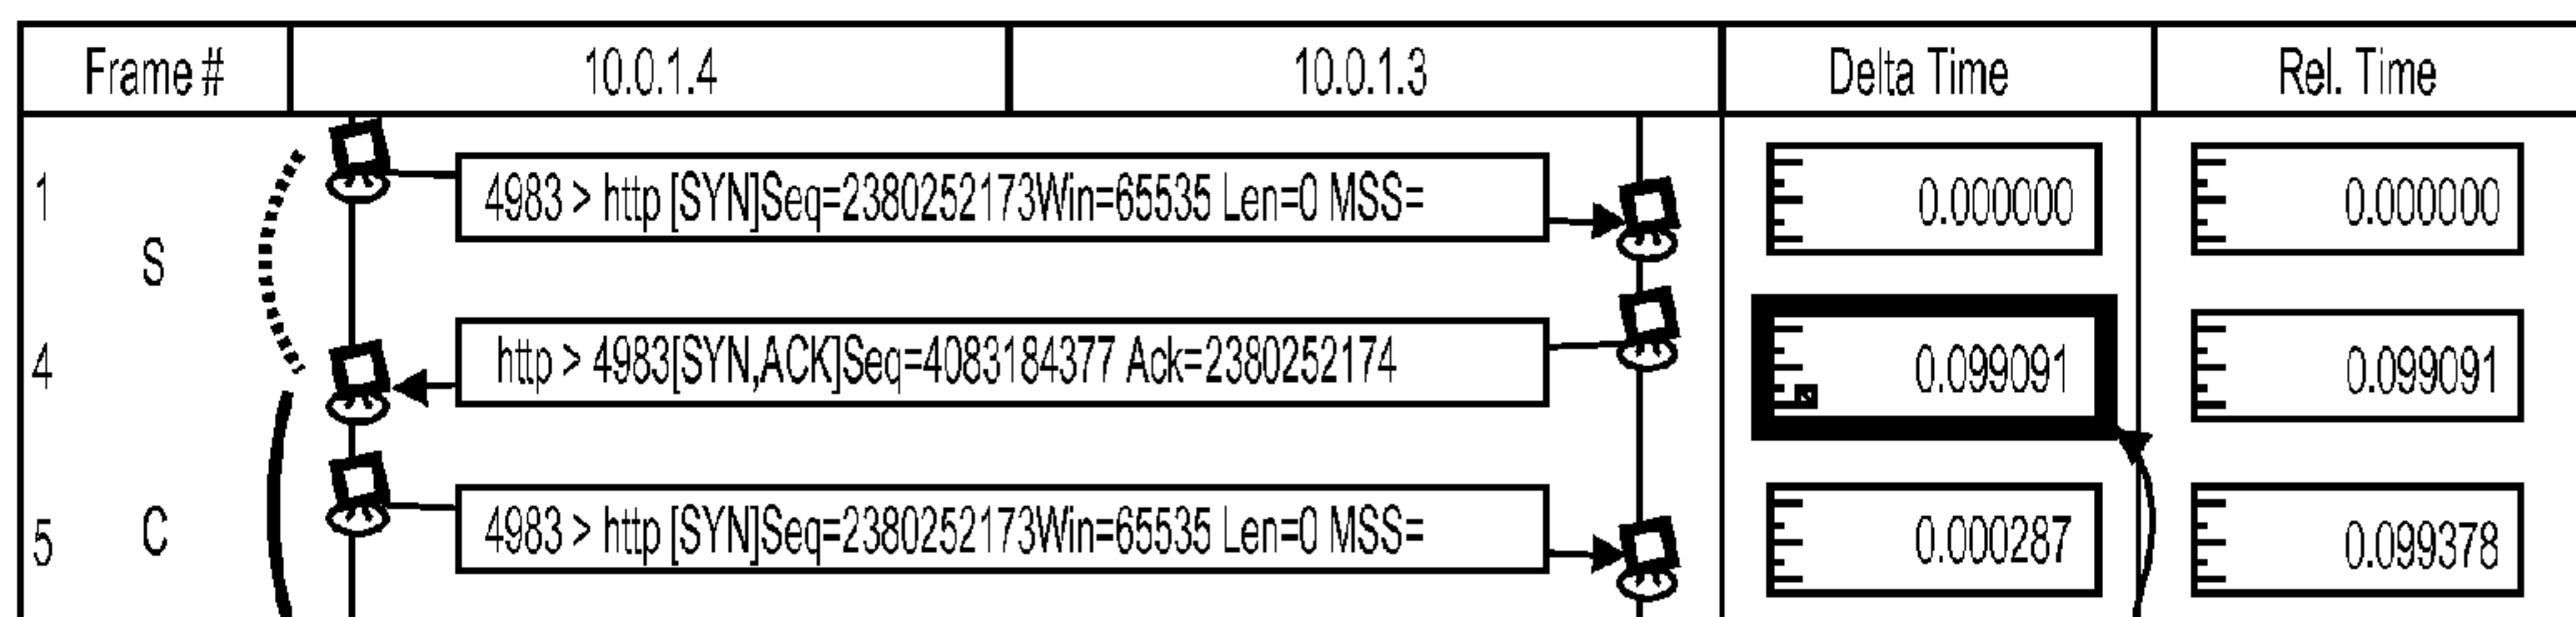 Frame # 10.0.1.4 10.0.1.3 Delta Time Rel. Time
1 4983 > http [SYN]Seq=2380252173Win=65535 Len=0 MSS= 0.000000 0.000000
S
4 http > 4983[SYN,ACK]Seq=4083184377 Ack=2380252174 0.099091 0.099091
5 C 4983 > http [SYN]Seq=2380252173Win=65535 Len=0 MSS= 0.000287 0.099378